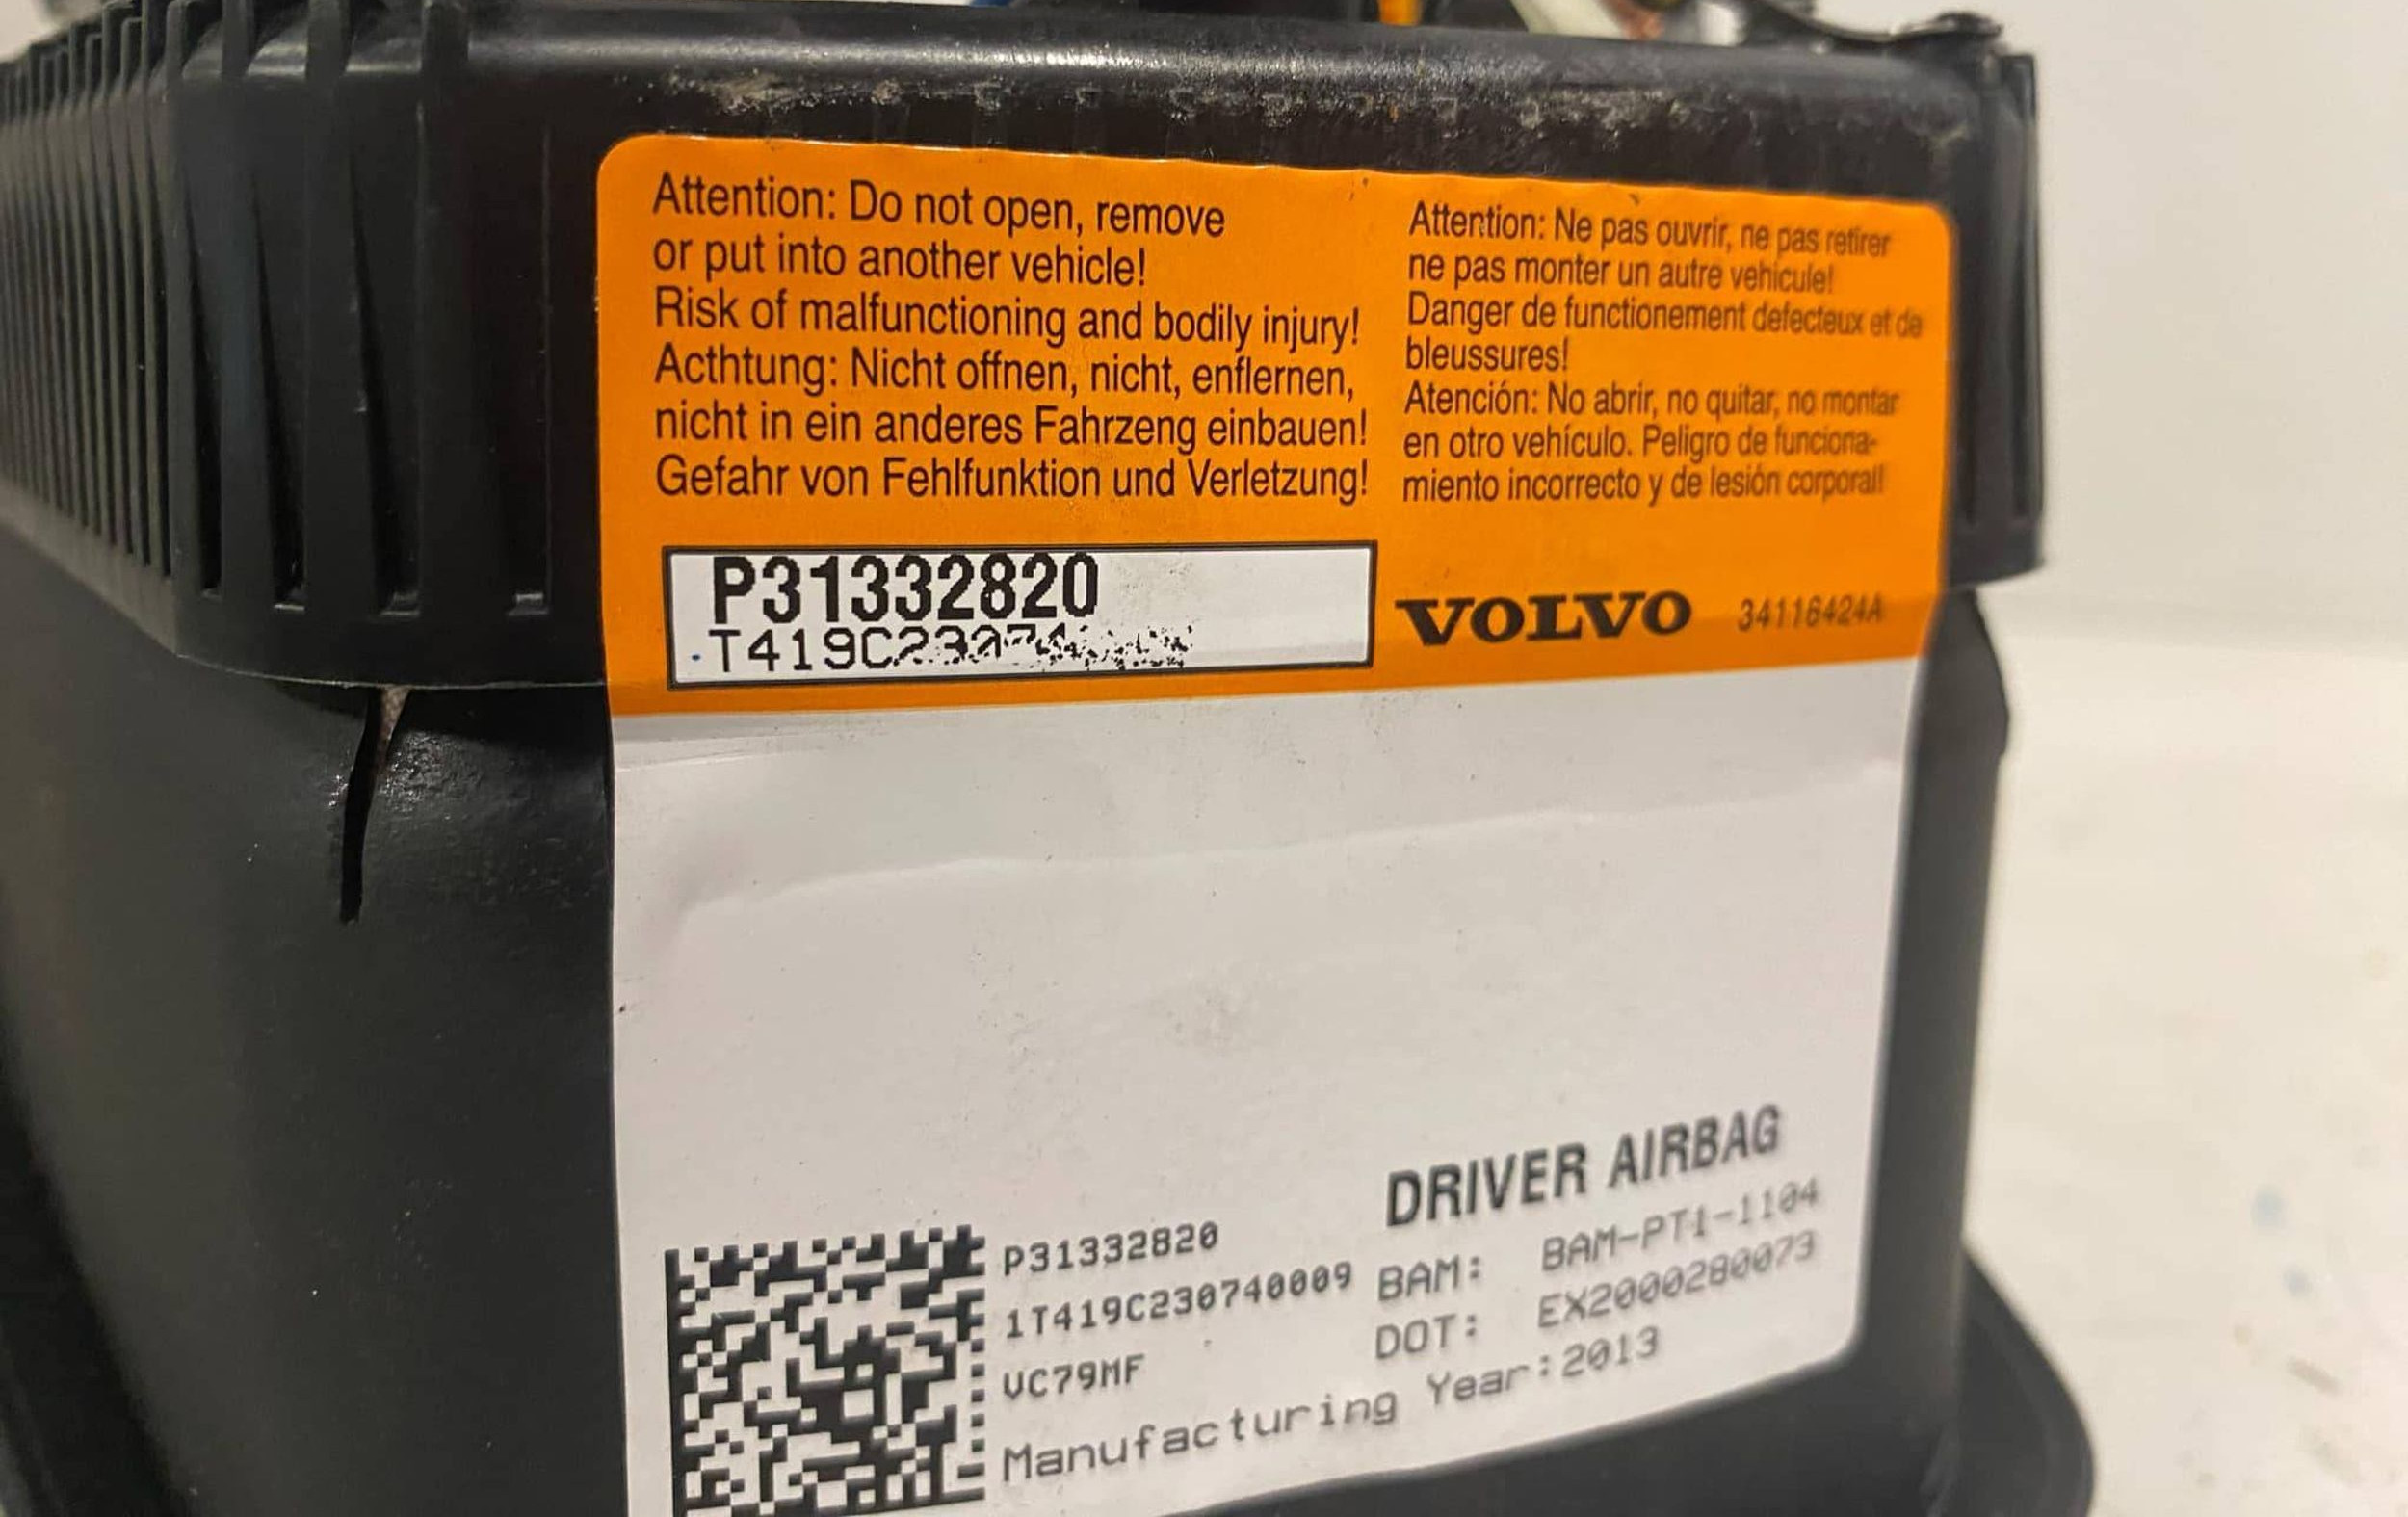 Attention: Do not open, remove
or put into another vehicle!
Risk of malfunctioning and bodily injury!
Acthtung: Nicht offnen, nicht, enflernen,
nicht in ein anderes Fahrzeng einbauen!
Gefahr von Fehlfunktion und Verletzung!
Attention: Ne pas ouvrir, ne pas retirer
ne pas monter un autre vehicule!
Danger de functionement defecteux et de
bleussures!
Atención: No abrir, no quitar, no montar
en otro vehículo. Peligro de funciona-
miento incorrecto y de lesión corporal!
P31332820
VOLVO 34116424A
DRIVER AIRBAG
P31332820
1T419C230740009
VC79MF
BAM: BAM-PT1-1104
DOT: EX2000280073
Manufacturing Year:2013